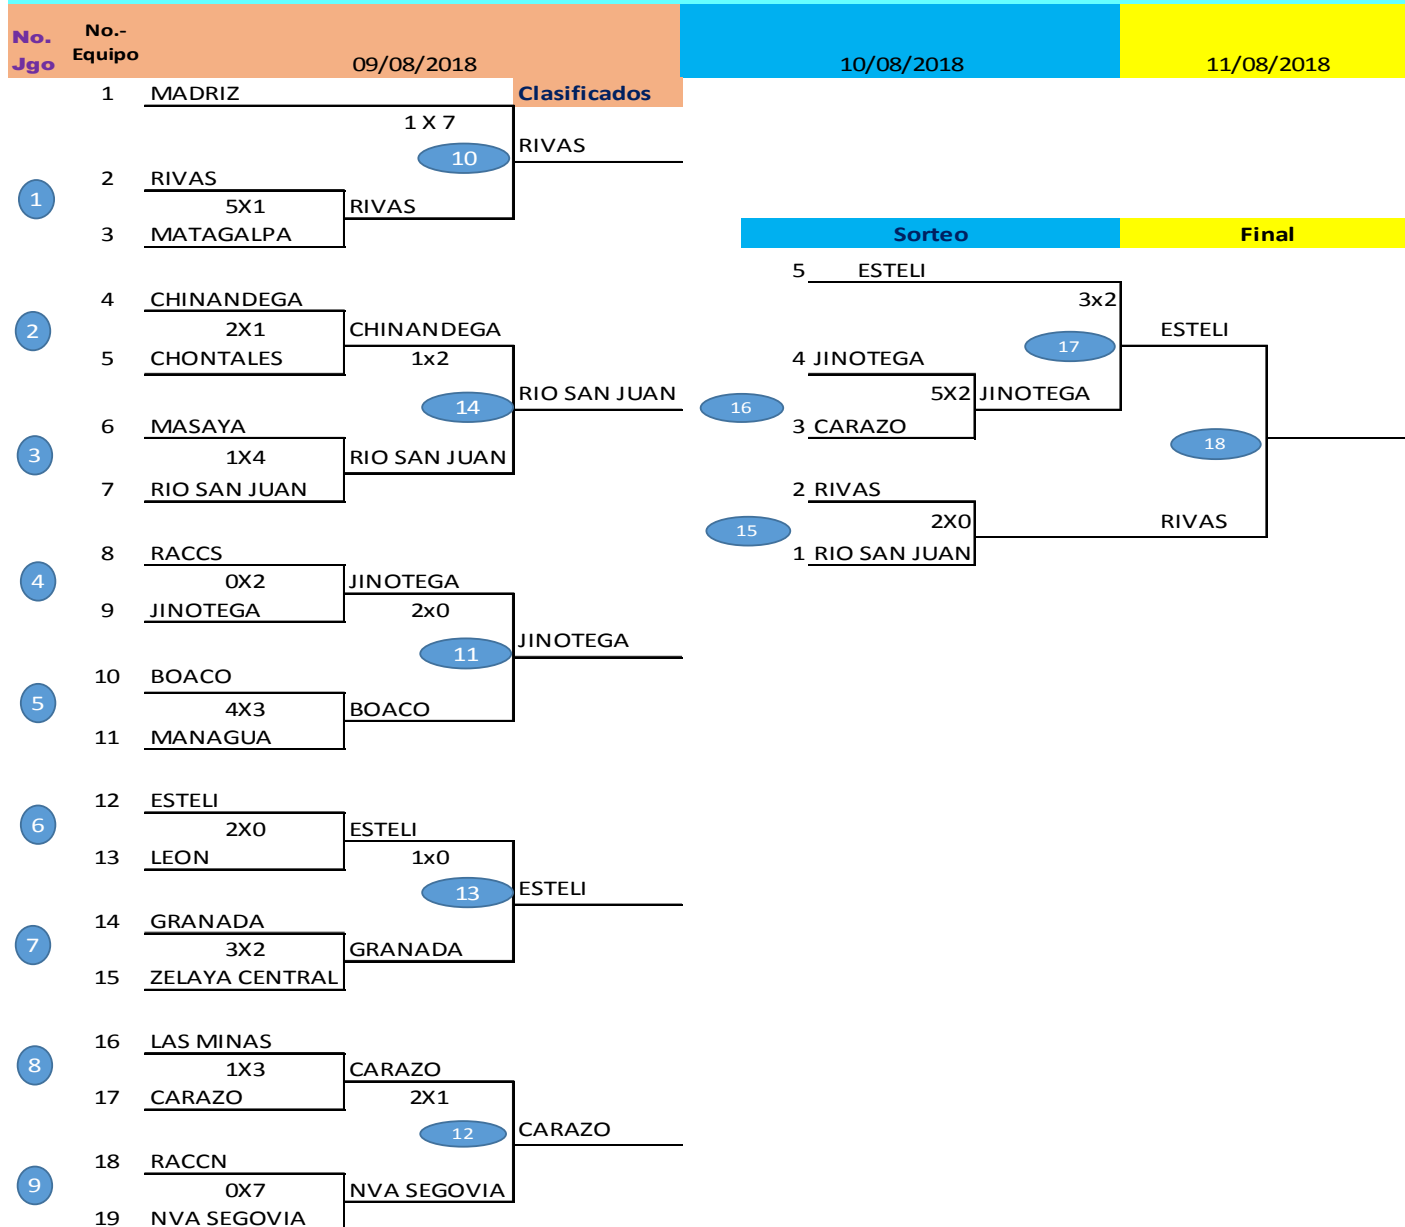 No. Jgo
No.- Equipo
09/08/2018
10/08/2018
11/08/2018
1 MADRIZ
Clasificados
1 X 7
10
RIVAS
2 RIVAS
1
5X1
RIVAS
3 MATAGALPA
Sorteo
Final
5 ESTELI
4 CHINANDEGA
3x2
2
2X1
CHINANDEGA
ESTELI
17
5 CHONTALES
1x2
4 JINOTEGA
14
RIO SAN JUAN
16
5X2
JINOTEGA
6 MASAYA
3 CARAZO
18
3
1X4
RIO SAN JUAN
7 RIO SAN JUAN
2 RIVAS
15
2X0
RIVAS
8 RACCS
1 RIO SAN JUAN
4
0X2
JINOTEGA
9 JINOTEGA
2x0
11
JINOTEGA
10 BOACO
5
4X3
BOACO
11 MANAGUA
12 ESTELI
6
2X0
ESTELI
13 LEON
1x0
13
ESTELI
14 GRANADA
7
3X2
GRANADA
15 ZELAYA CENTRAL
16 LAS MINAS
8
1X3
CARAZO
17 CARAZO
2X1
12
CARAZO
18 RACCN
9
0X7
NVA SEGOVIA
19 NVA SEGOVIA